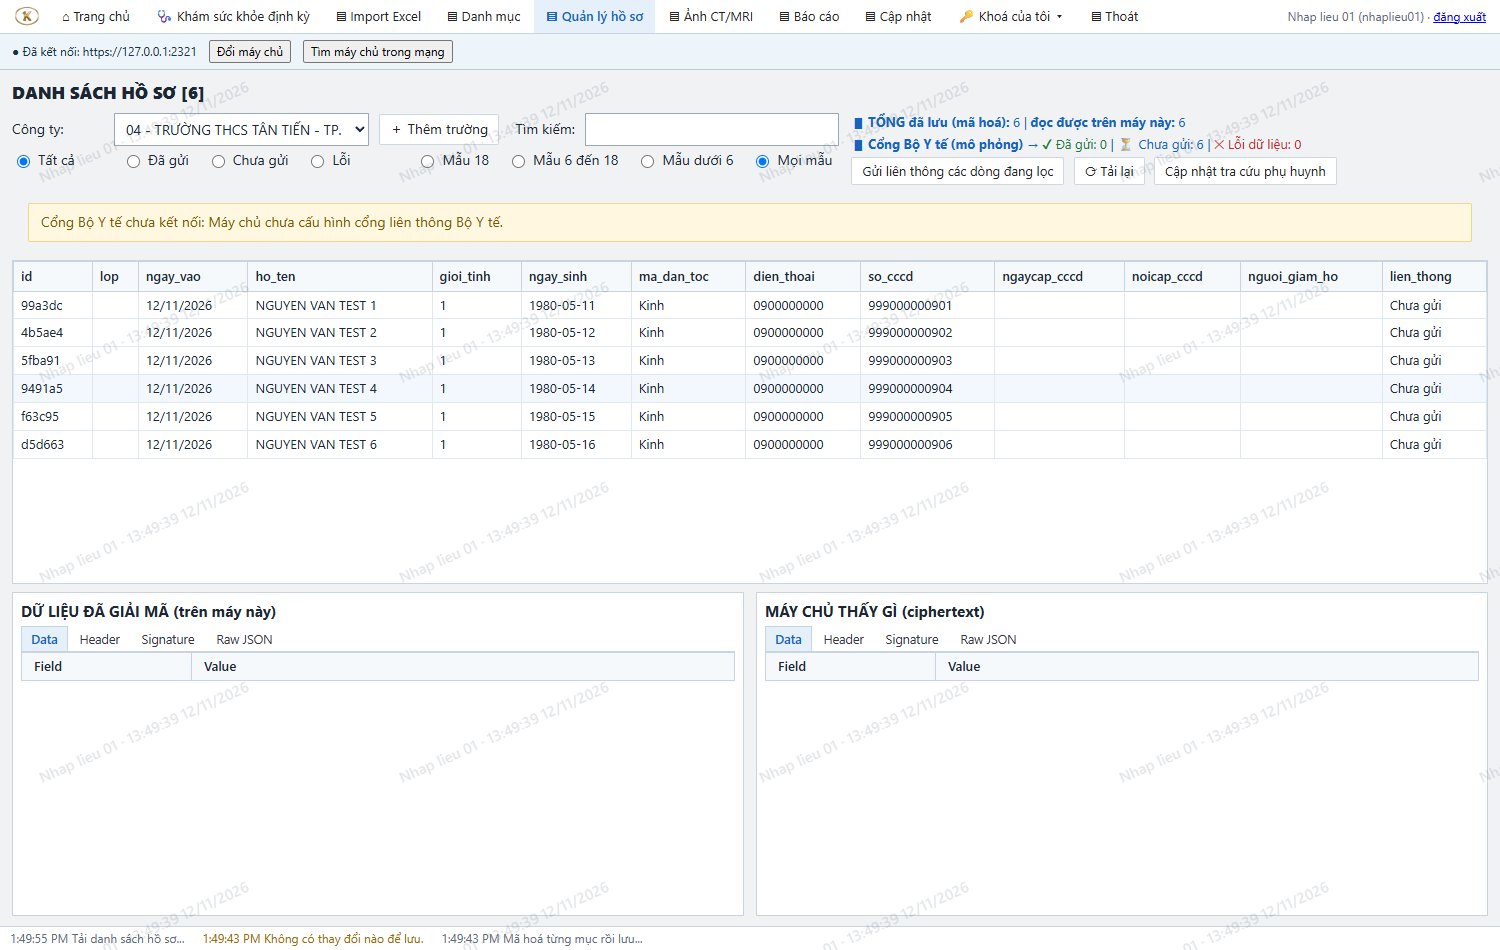 K Trang chủ Khám sức khỏe định kỳ Import Excel Danh mục Quản lý hồ sơ Ảnh CT/MRI Báo cáo Cập nhật Khoá của tôi Thoát Nhap lieu 01 (nhaplieu01) · đăng xuất
● Đã kết nối: https://127.0.0.1:2321 Đổi máy chủ Tìm máy chủ trong mạng
DANH SÁCH HỒ SƠ [6]
Công ty: 04 - TRƯỜNG THCS TÂN TIẾN - TP. + Thêm trường Tìm kiếm:
TỔNG đã lưu (mã hoá): 6 | đọc được trên máy này: 6
Cổng Bộ Y tế (mô phỏng) → ✓ Đã gửi: 0 | ⏳ Chưa gửi: 6 | ✕ Lỗi dữ liệu: 0
Tất cả Đã gửi Chưa gửi Lỗi Mẫu 18 Mẫu 6 đến 18 Mẫu dưới 6 Mọi mẫu
Gửi liên thông các dòng đang lọc ⟳ Tải lại Cập nhật tra cứu phụ huynh
Cổng Bộ Y tế chưa kết nối: Máy chủ chưa cấu hình cổng liên thông Bộ Y tế.
id lop ngay_vao ho_ten gioi_tinh ngay_sinh ma_dan_toc dien_thoai so_cccd ngaycap_cccd noicap_cccd nguoi_giam_ho lien_thong
99a3dc 12/11/2026 NGUYEN VAN TEST 1 1 1980-05-11 Kinh 0900000000 999000000901 Chưa gửi
4b5ae4 12/11/2026 NGUYEN VAN TEST 2 1 1980-05-12 Kinh 0900000000 999000000902 Chưa gửi
5fba91 12/11/2026 NGUYEN VAN TEST 3 1 1980-05-13 Kinh 0900000000 999000000903 Chưa gửi
9491a5 12/11/2026 NGUYEN VAN TEST 4 1 1980-05-14 Kinh 0900000000 999000000904 Chưa gửi
f63c95 12/11/2026 NGUYEN VAN TEST 5 1 1980-05-15 Kinh 0900000000 999000000905 Chưa gửi
d5d663 12/11/2026 NGUYEN VAN TEST 6 1 1980-05-16 Kinh 0900000000 999000000906 Chưa gửi
Nhap lieu 01 · 13:49:39 12/11/2026
DỮ LIỆU ĐÃ GIẢI MÃ (trên máy này)
Data Header Signature Raw JSON
Field Value
MÁY CHỦ THẤY GÌ (ciphertext)
Data Header Signature Raw JSON
Field Value
1:49:55 PM Tải danh sách hồ sơ... 1:49:43 PM Không có thay đổi nào để lưu. 1:49:43 PM Mã hoá từng mục rồi lưu...